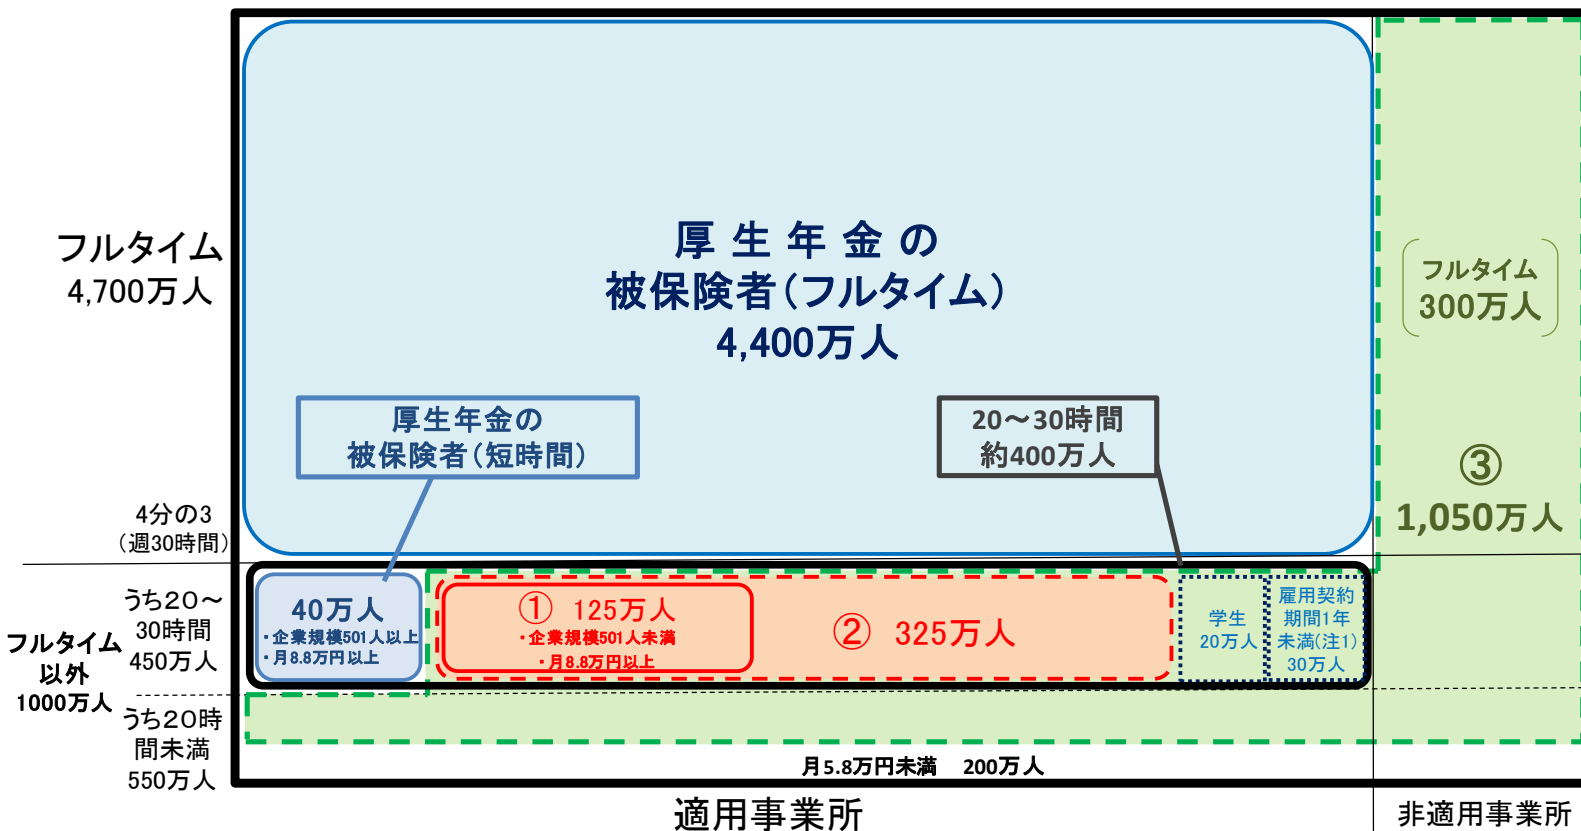 フルタイム
4,700万人
4分の3
（週30時間）
フルタイム
以外
1000万人
うち20～
30時間
450万人
うち20時
間未満
550万人
厚生年金の
被保険者（フルタイム）
4,400万人
厚生年金の
被保険者（短時間）
20～30時間
約400万人
フルタイム
300万人
③
1,050万人
40万人
・企業規模501人以上
・月8.8万円以上
① 125万人
・企業規模501人未満
・月8.8万円以上
② 325万人
学生
20万人
雇用契約
期間1年
未満(注1)
30万人
月5.8万円未満 200万人
適用事業所
非適用事業所